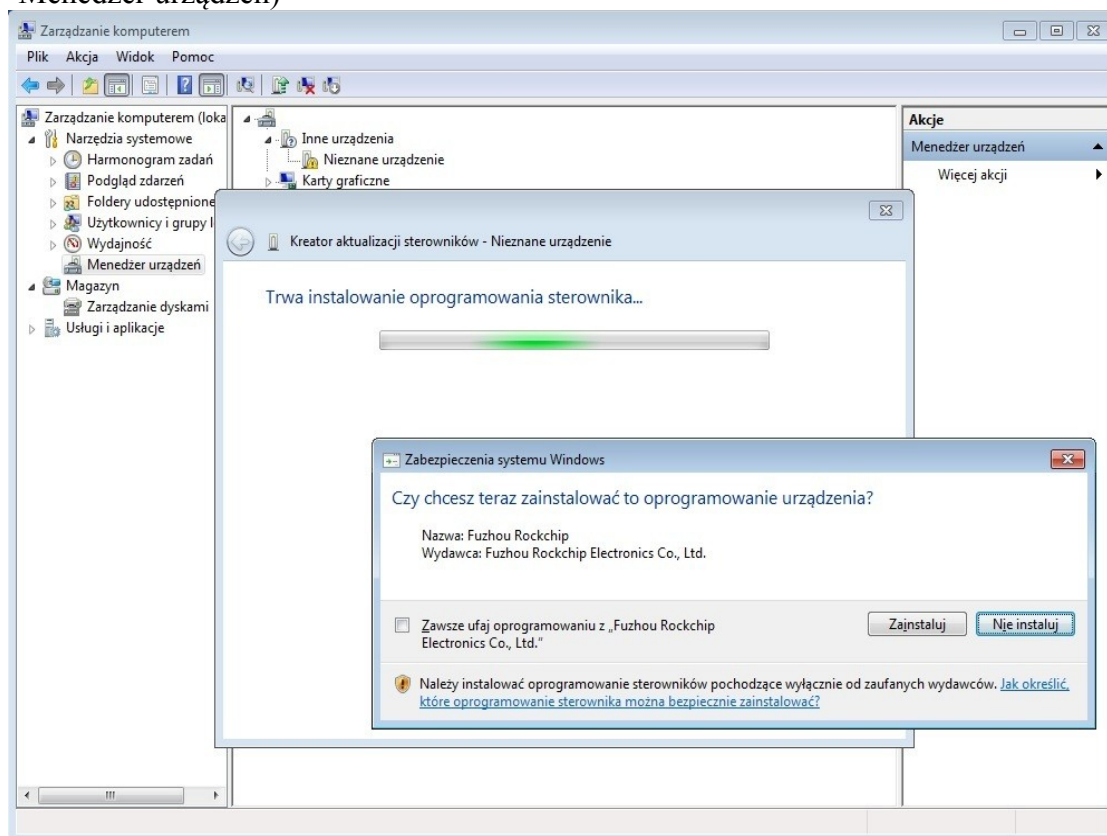 Menedżer urządzeń)
Zarządzanie komputerem
Plik Akcja Widok Pomoc
Zarządzanie komputerem (loka
Narzędzia systemowe
Harmonogram zadań
Podgląd zdarzeń
Foldery udostępnione
Użytkownicy i grupy l
Wydajność
Menedżer urządzeń
Magazyn
Zarządzanie dyskami
Usługi i aplikacje
Inne urządzenia
Nieznane urządzenie
Karty graficzne
Akcje
Menedżer urządzeń
Więcej akcji
Kreator aktualizacji sterowników - Nieznane urządzenie
Trwa instalowanie oprogramowania sterownika...
Zabezpieczenia systemu Windows
Czy chcesz teraz zainstalować to oprogramowanie urządzenia?
Nazwa: Fuzhou Rockchip
Wydawca: Fuzhou Rockchip Electronics Co., Ltd.
Zawsze ufaj oprogramowaniu z „Fuzhou Rockchip
Electronics Co., Ltd."
Zainstaluj
Nie instaluj
Należy instalować oprogramowanie sterowników pochodzące wyłącznie od zaufanych wydawców. Jak określić,
które oprogramowanie sterownika można bezpiecznie zainstalować?